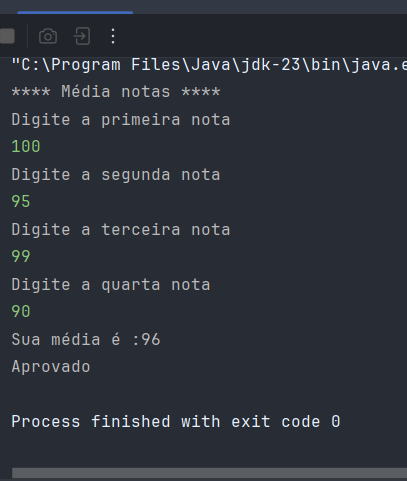 "C:\Program Files\Java\jdk-23\bin\java.e
**** Média notas ****
Digite a primeira nota
100
Digite a segunda nota
95
Digite a terceira nota
99
Digite a quarta nota
90
Sua média é :96
Aprovado
Process finished with exit code 0